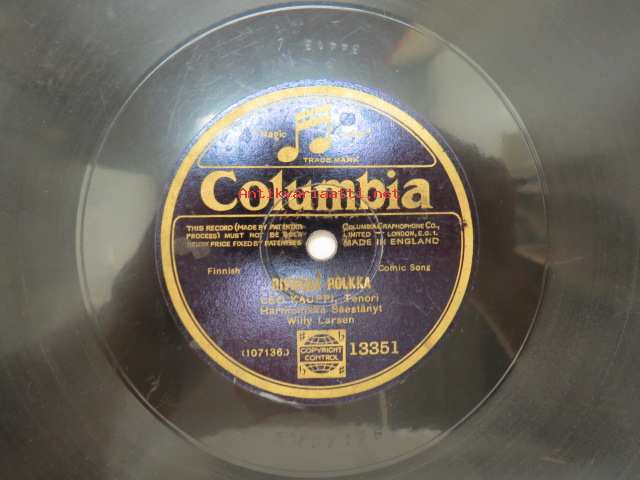 Magic
TRADE MARK
Columbia
Antikvariaatti.net
THIS RECORD (MADE BY PATENTED
PROCESS) MUST NOT BE SOLD
BELOW PRICE FIXED BY PATENTEES
COLUMBIA GRAPHOPHONE CO.,
LIMITED LONDON, E.C.1.
MADE IN ENGLAND
Finnish
Comic Song
POLKKA
LEO KAUPPI, Tenori
Harmonikka Säestänyt
Willy Larsen
(107136.)
COPYRIGHT
CONTROL
13351